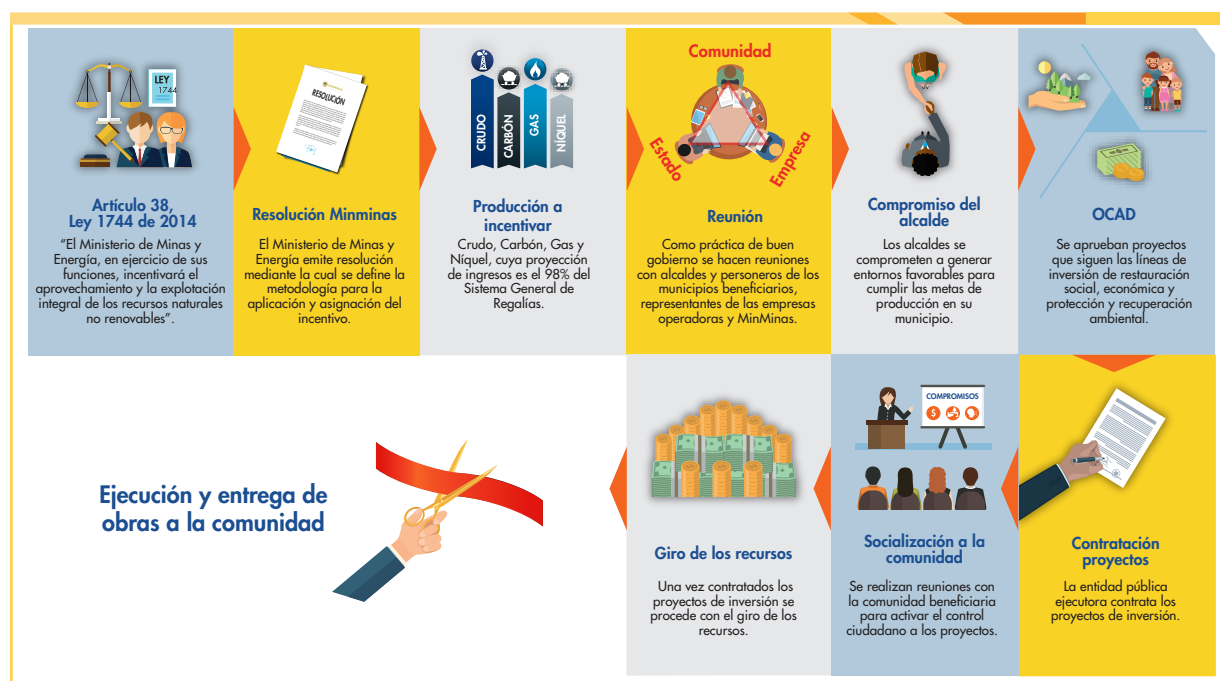 LEY
1744
Artículo 38,
Ley 1744 de 2014
"El Ministerio de Minas y
Energía, en ejercicio de sus
funciones, incentivará el
aprovechamiento y la explotación
integral de los recursos naturales
no renovables".
RESOLUCIÓN
Resolución Minminas
El Ministerio de Minas y
Energía emite resolución
mediante la cual se define la
metodología para la
aplicación y asignación del
incentivo.
CRUDO
CARBÓN
GAS
NÍQUEL
Producción a
incentivar
Crudo, Carbón, Gas y
Níquel, cuya proyección
de ingresos es el 98% del
Sistema General de
Regalías.
Comunidad
Estado
Empresa
Reunión
Como práctica de buen
gobierno se hacen reuniones
con alcaldes y personeros de los
municipios beneficiarios,
representantes de las empresas
operadoras y MinMinas.
Compromiso del
alcalde
Los alcaldes se
comprometen a generar
entornos favorables para
cumplir las metas de
producción en su
municipio.
OCAD
Se aprueban proyectos
que siguen las líneas de
inversión de restauración
social, económica y
protección y recuperación
ambiental.
Contratación
proyectos
La entidad pública
ejecutora contrata los
proyectos de inversión.
COMPROMISOS
$
Socialización a la
comunidad
Se realizan reuniones con
la comunidad beneficiaria
para activar el control
ciudadano a los proyectos.
Giro de los recursos
Una vez contratados los
proyectos de inversión se
procede con el giro de los
recursos.
Ejecución y entrega de
obras a la comunidad